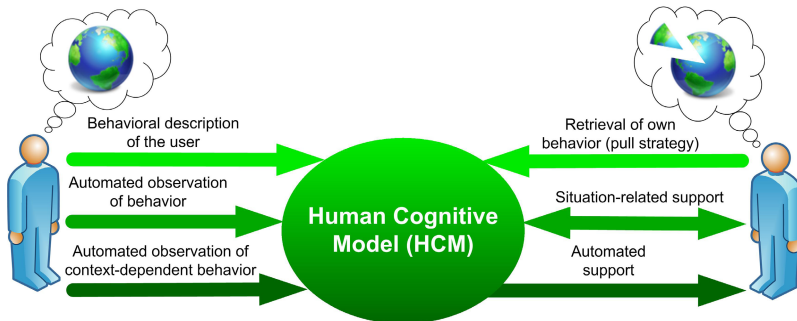 Behavioral description
of the user
Automated observation
of behavior
Automated observation of
context-dependent behavior
Human Cognitive
Model (HCM)
Retrieval of own
behavior (pull strategy)
Situation-related support
Automated
support